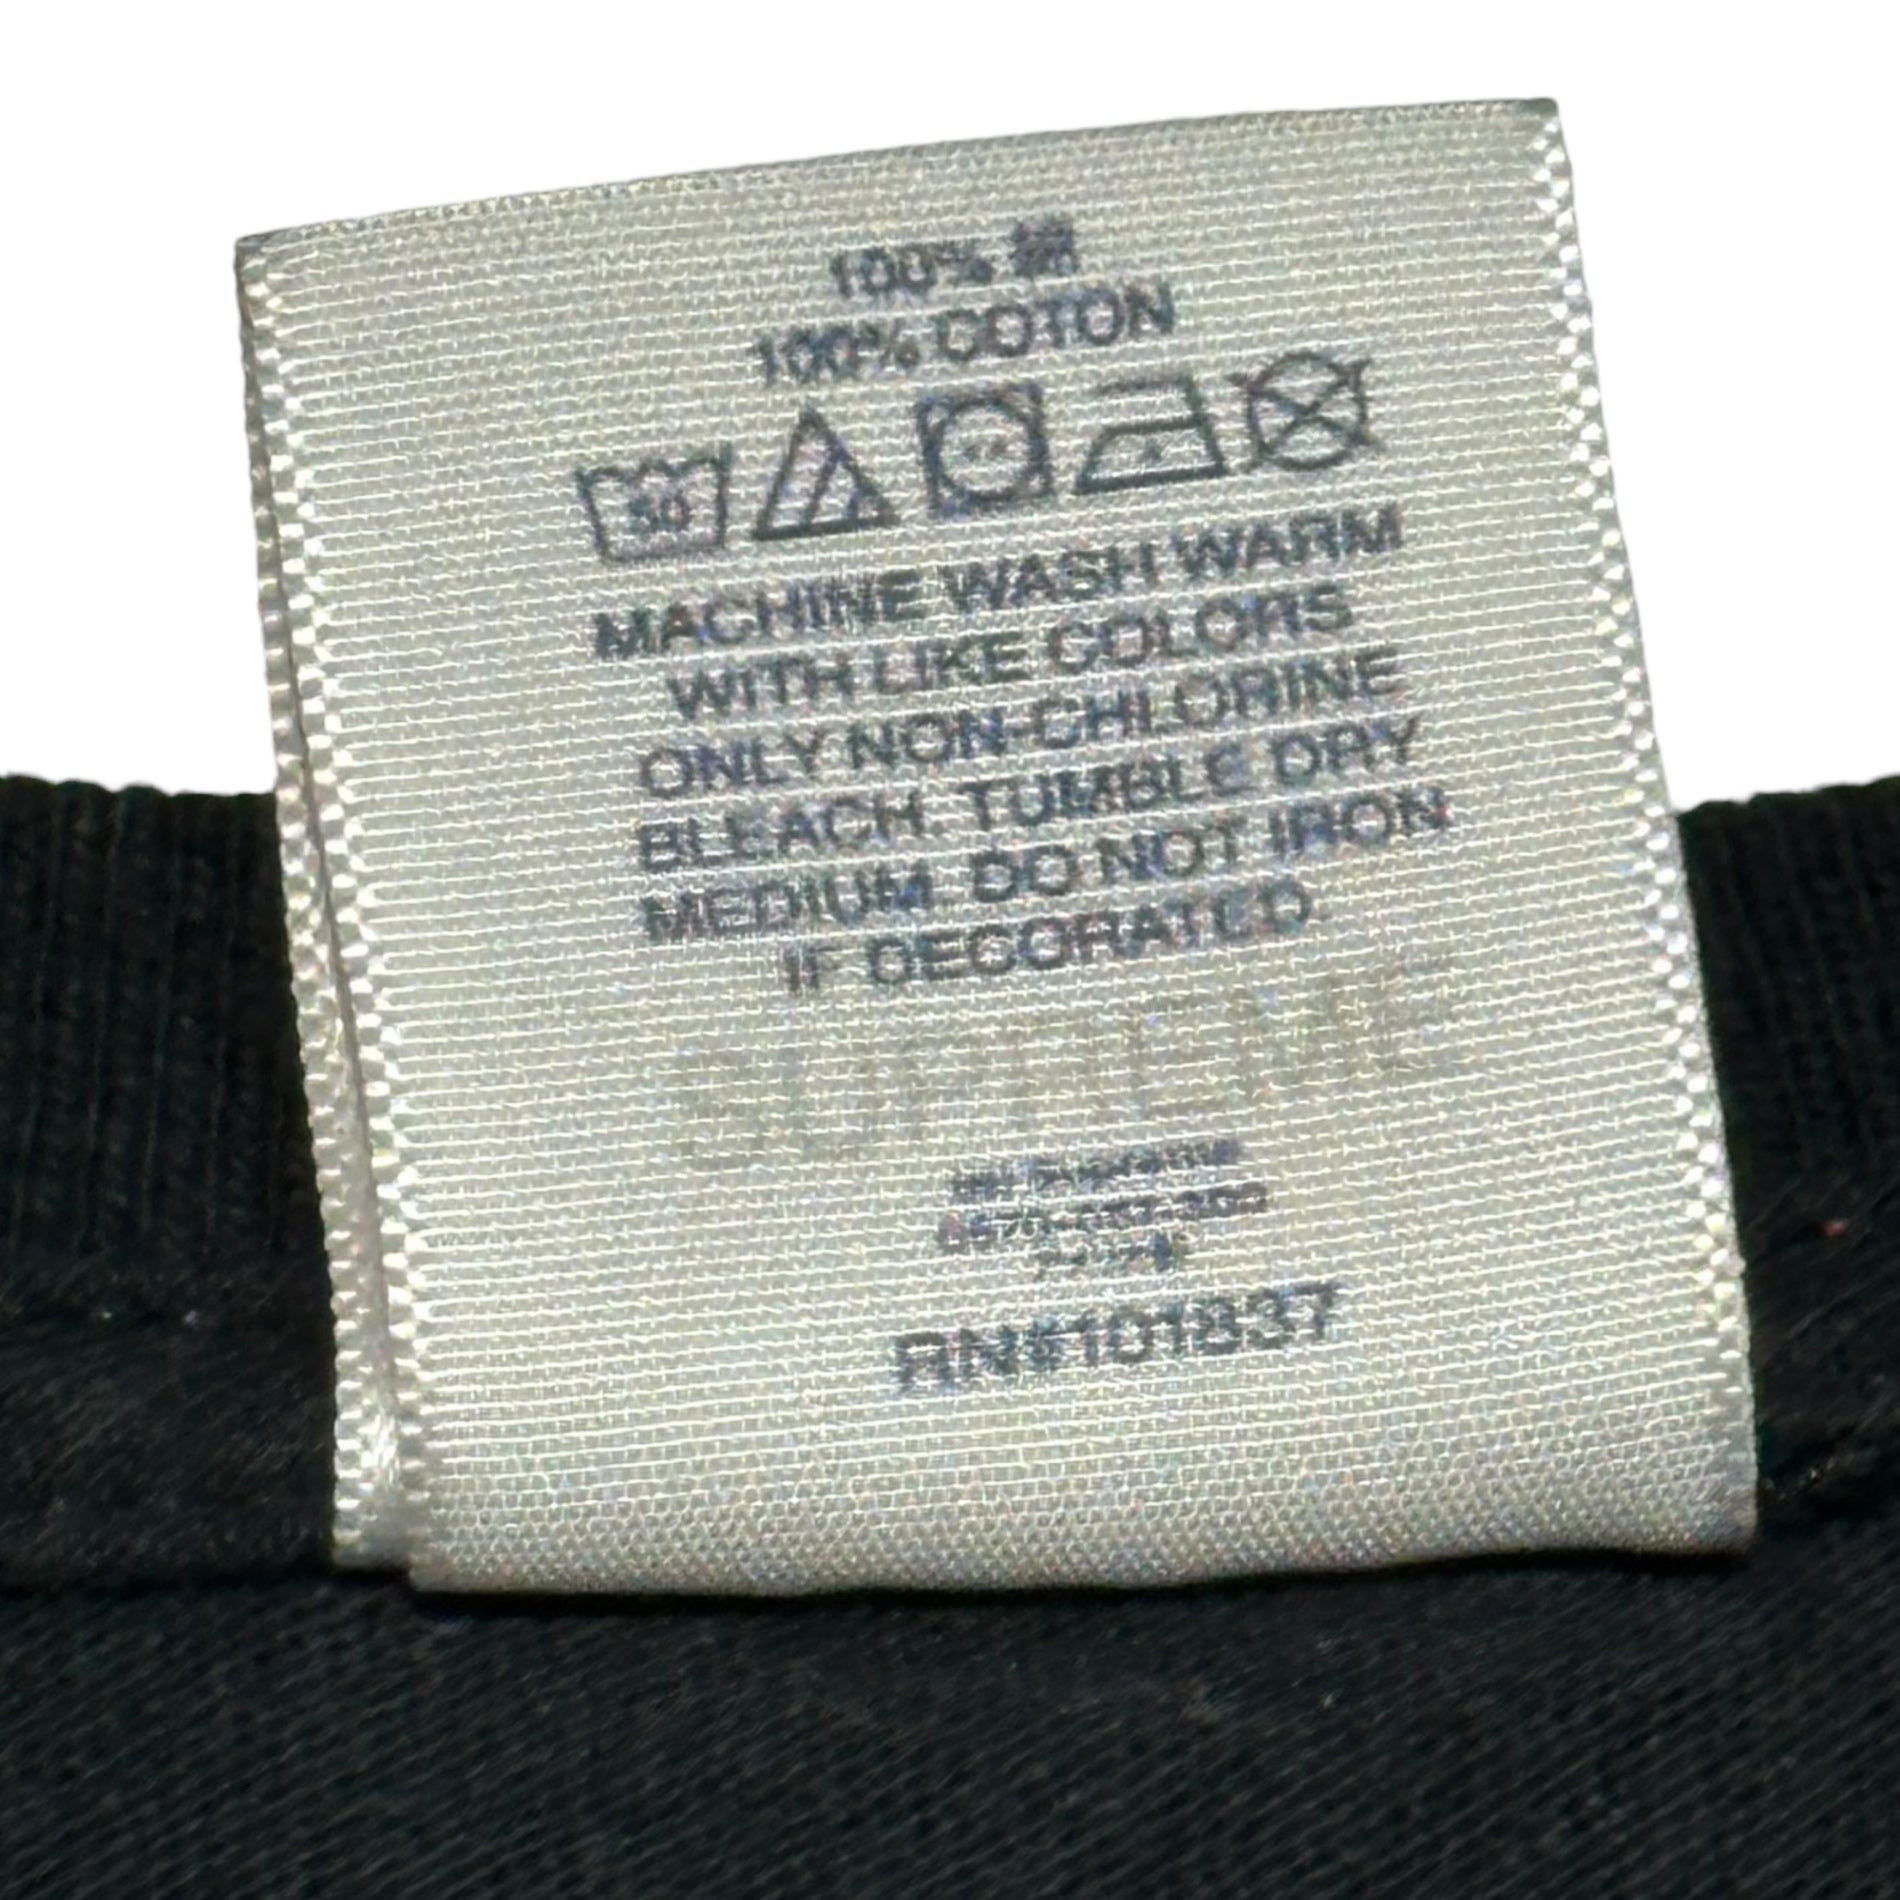 100% 綿
100% COTON
MACHINE WASH WARM
WITH LIKE COLORS
ONLY NON-CHLORINE
BLEACH. TUMBLE DRY
MEDIUM. DO NOT IRON
IF DECORATED.
RN#101837